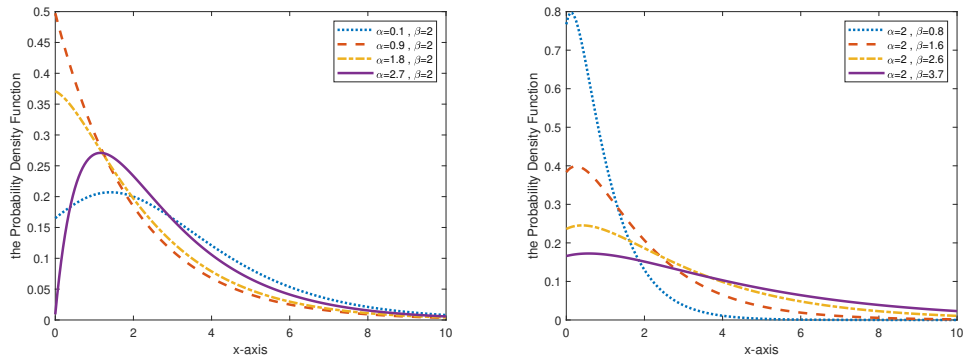 the Probability Density Function
0.5
0.45
0.4
0.35
0.3
0.25
0.2
0.15
0.1
0.05
0
0
2
4
6
8
10
x-axis
α=0.1 , β=2
α=0.9 , β=2
α=1.8 , β=2
α=2.7 , β=2
the Probability Density Function
0.8
0.7
0.6
0.5
0.4
0.3
0.2
0.1
0
0
2
4
6
8
10
x-axis
α=2 , β=0.8
α=2 , β=1.6
α=2 , β=2.6
α=2 , β=3.7